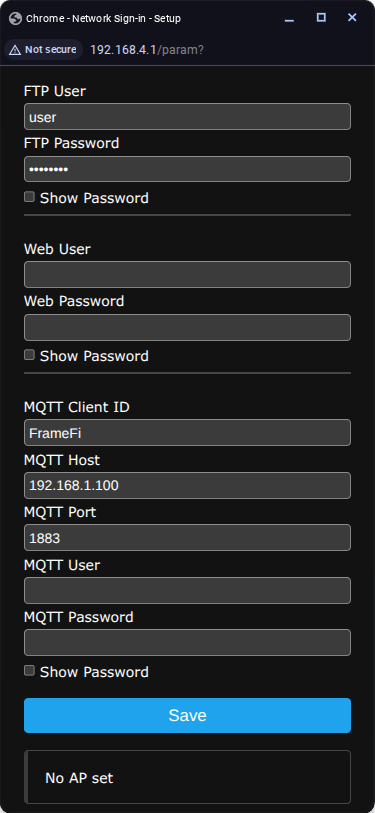 Chrome - Network Sign-in - Setup
Not secure 192.168.4.1/param?
FTP User
user
FTP Password
••••••••
Show Password
Web User
Web Password
Show Password
MQTT Client ID
FrameFi
MQTT Host
192.168.1.100
MQTT Port
1883
MQTT User
MQTT Password
Show Password
Save
No AP set